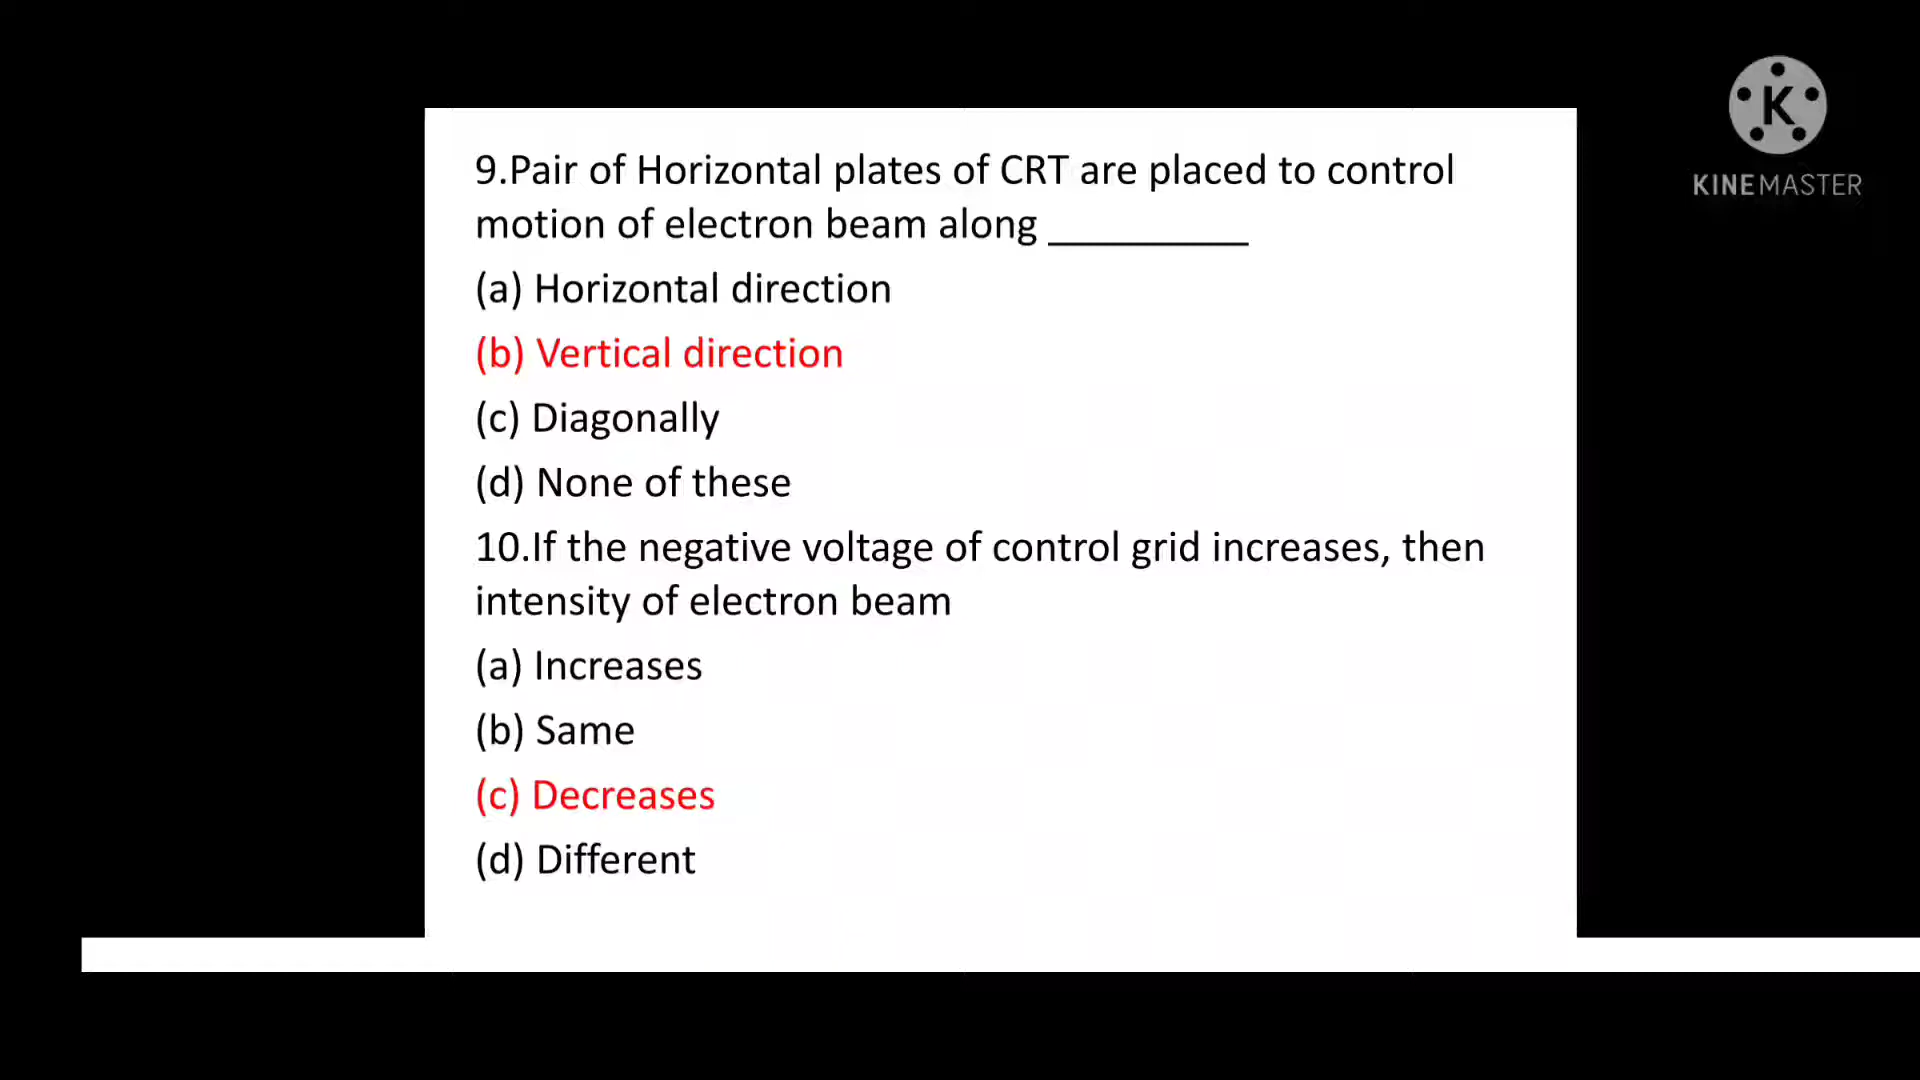 K
KINEMASTER
9.Pair of Horizontal plates of CRT are placed to control
motion of electron beam along _________
(a) Horizontal direction
(b) Vertical direction
(c) Diagonally
(d) None of these
10.If the negative voltage of control grid increases, then
intensity of electron beam
(a) Increases
(b) Same
(c) Decreases
(d) Different